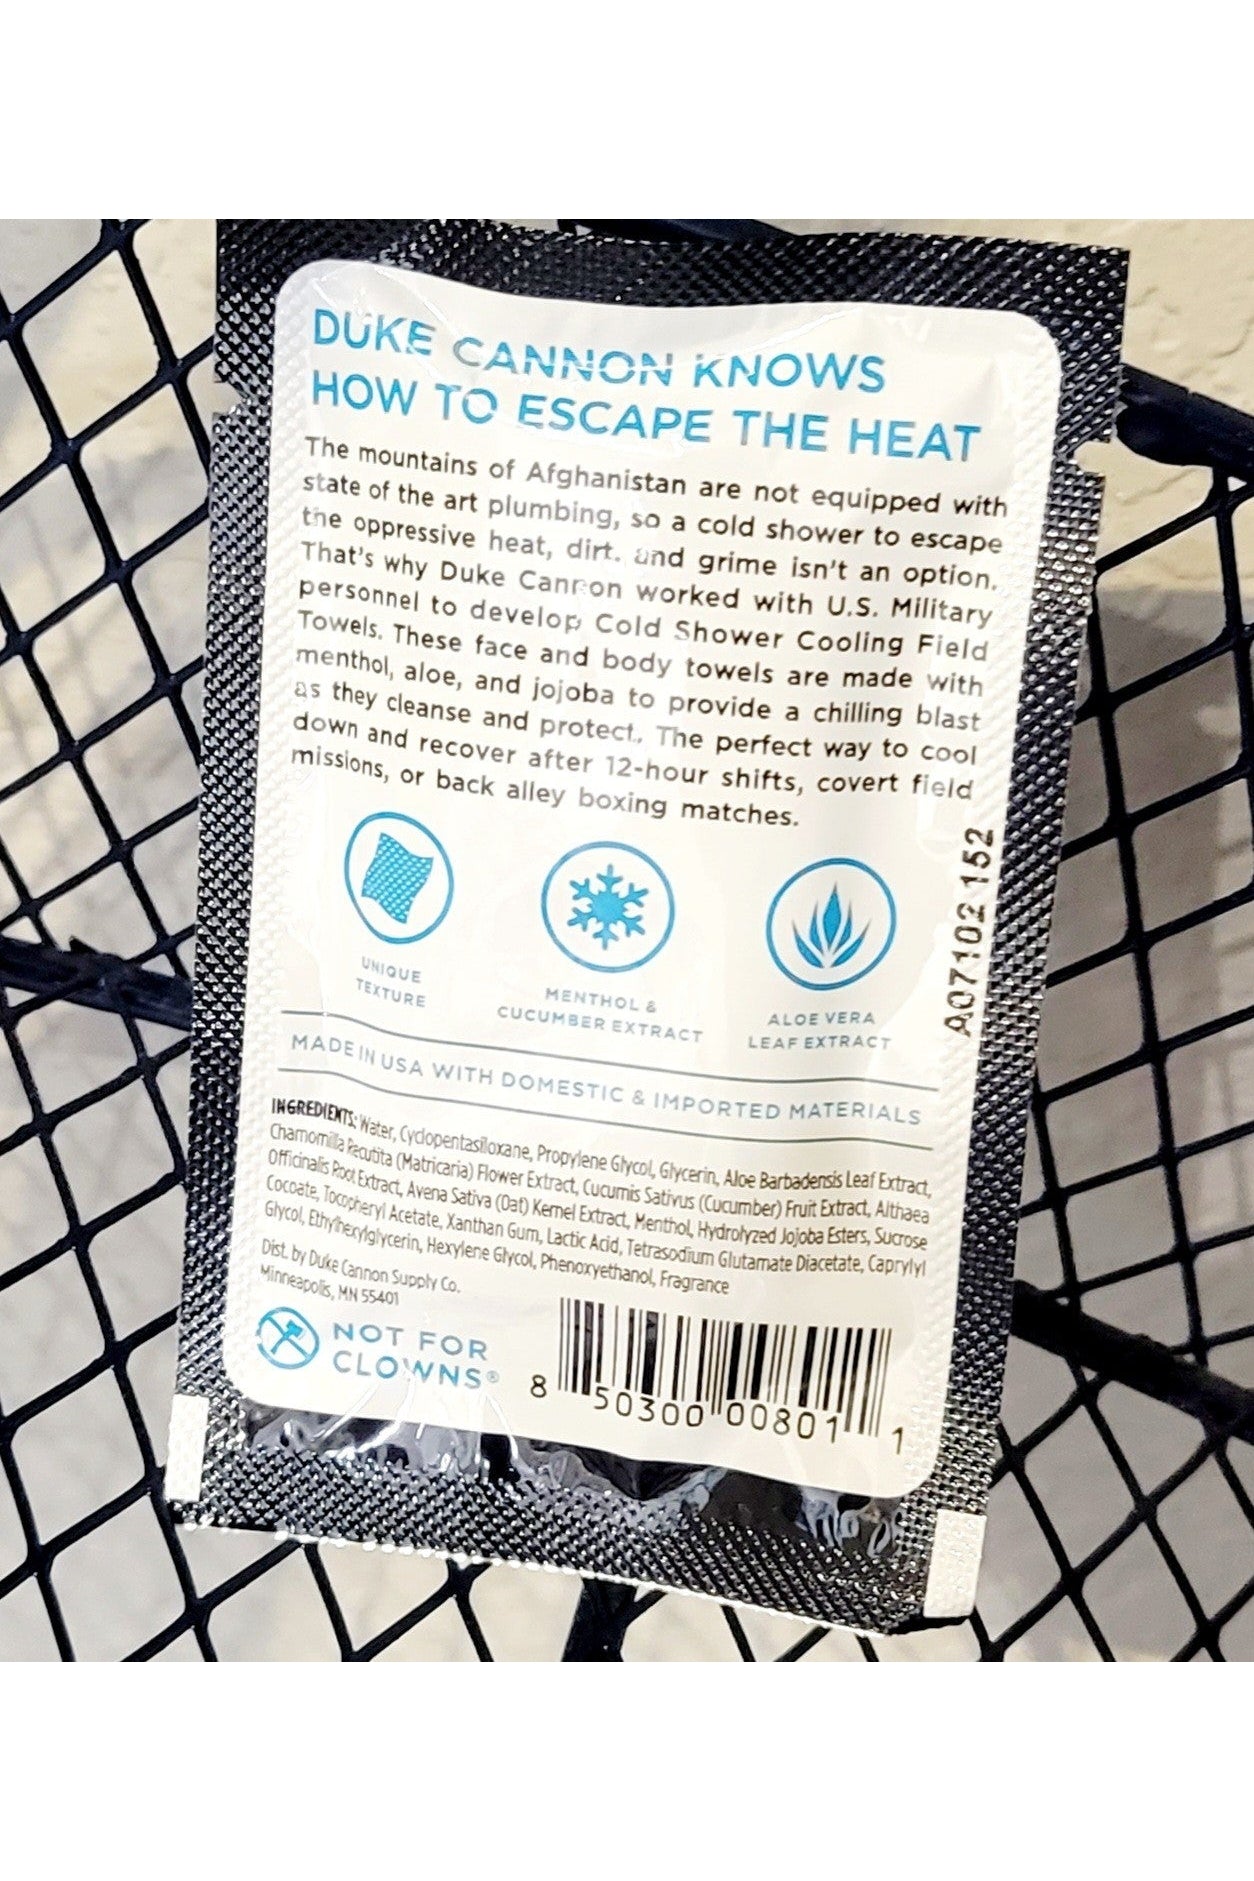 DUKE CANNON KNOWS
HOW TO ESCAPE THE HEAT
The mountains of Afghanistan are not equipped with
state of the art plumbing, so a cold shower to escape
the oppressive heat, dirt, and grime isn't an option.
That's why Duke Cannon worked with U.S. Military
personnel to develop Cold Shower Cooling Field
Towels. These face and body towels are made with
menthol, aloe, and jojoba to provide a chilling blast
as they cleanse and protect. The perfect way to cool
down and recover after 12-hour shifts, covert field
missions, or back alley boxing matches.
UNIQUE
TEXTURE
MENTHOL &
CUCUMBER EXTRACT
ALOE VERA
LEAF EXTRACT
A07102 152
MADE IN USA WITH DOMESTIC & IMPORTED MATERIALS
INGREDIENTS: Water, Cyclopentasiloxane, Propylene Glycol, Glycerin, Aloe Barbadensis Leaf Extract,
Chamomilla Recutita (Matricaria) Flower Extract, Cucumis Sativus (Cucumber) Fruit Extract, Althaea
Officinalis Root Extract, Avena Sativa (Oat) Kernel Extract, Menthol, Hydrolyzed Jojoba Esters, Sucrose
Cocoate, Tocopheryl Acetate, Xanthan Gum, Lactic Acid, Tetrasodium Glutamate Diacetate, Caprylyl
Glycol, Ethylhexylglycerin, Hexylene Glycol, Phenoxyethanol, Fragrance
Dist. by Duke Cannon Supply Co.
Minneapolis, MN 55401
NOT FOR
CLOWNS®
8 50300 00801 1